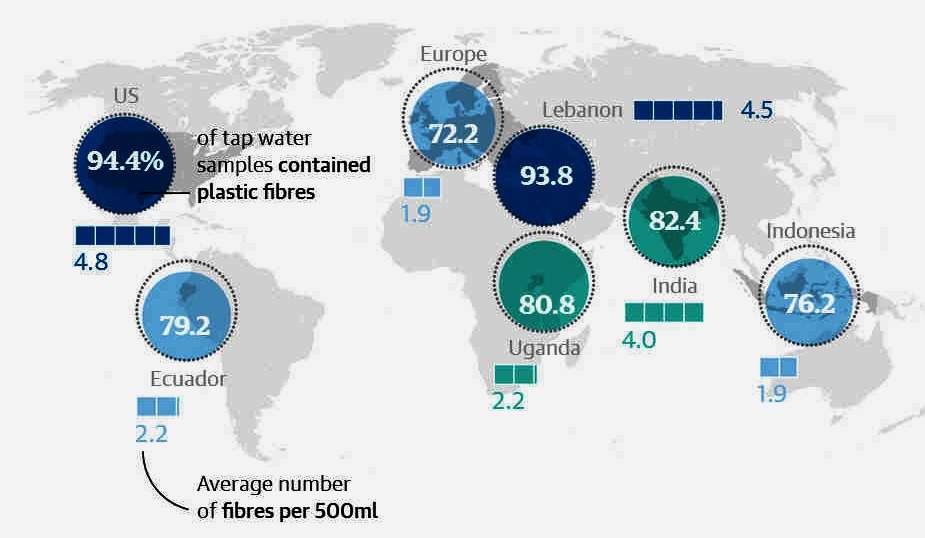 Europe
72.2
1.9
US
94.4%
of tap water
samples contained
plastic fibres
4.8
Lebanon
4.5
93.8
82.4
India
4.0
Indonesia
76.2
1.9
80.8
Uganda
2.2
79.2
Ecuador
2.2
Average number
of fibres per 500ml